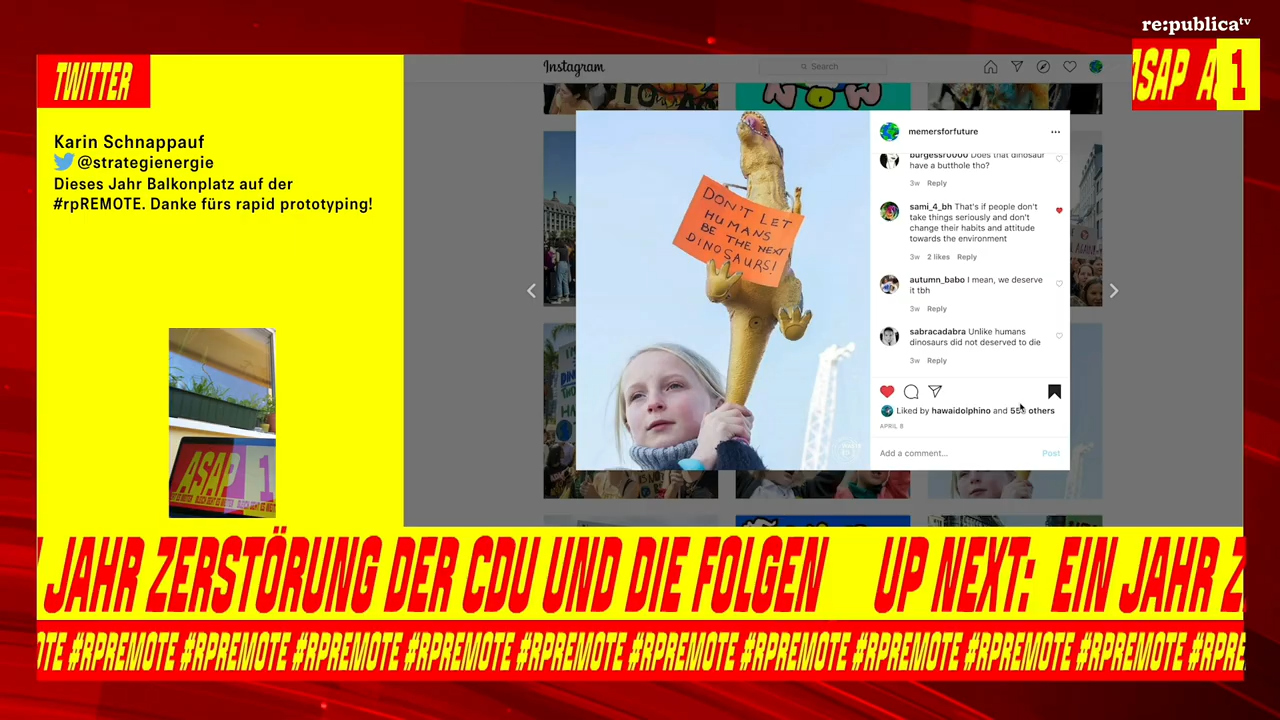 re:publica tv
ASAP A
1
TWITTER
Karin Schnappauf
@strategienergie
Dieses Jahr Balkonplatz auf der
#rpREMOTE. Danke fürs rapid prototyping!
ASAP 1
Instagram
Search
NOW
DON'T LET
HUMANS
BE THE NEXT
DINOSAURS!
memersforfuture
burgessr0000 Does that dinosaur
have a butthole tho?
3w Reply
sami_4_bh That's if people don't
take things seriously and don't
change their habits and attitude
towards the environment
3w 2 likes Reply
autumn_babo I mean, we deserve
it tbh
3w Reply
sabracadabra Unlike humans
dinosaurs did not deserved to die
3w Reply
Liked by hawaidolphino and others
APRIL 8
Add a comment... Post
JAHR ZERSTÖRUNG DER CDU UND DIE FOLGEN UP NEXT: EIN JAHR Z
OTE #RPREMOTE #RPREMOTE #RPREMOTE #RPREMOTE #RPREMOTE #RPREMOTE #RPREMOTE #RPREMOTE #RPREMOTE #RPREMOTE #RPRE